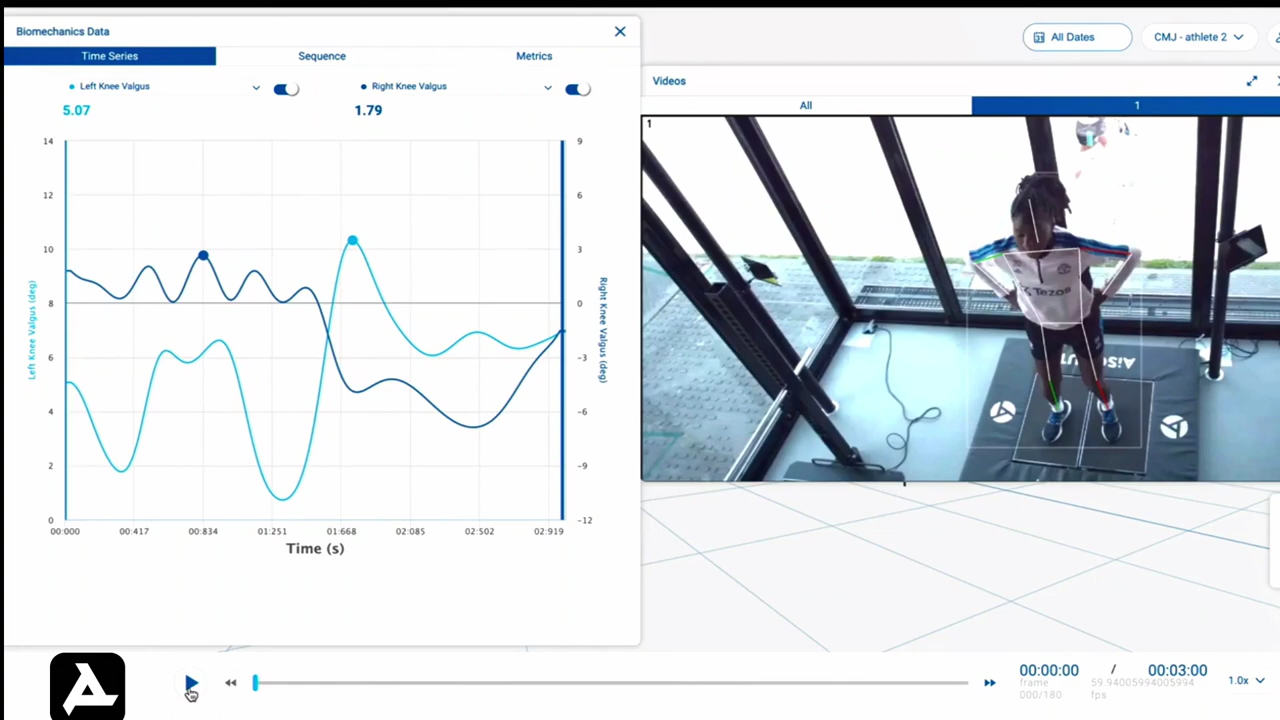 Biomechanics Data
Time Series
Sequence
Metrics
Left Knee Valgus
Right Knee Valgus
5.07
1.79
14
12
10
8
6
4
2
0
9
6
3
0
-3
-6
-9
-12
Left Knee Valgus (deg)
Right Knee Valgus (deg)
00:000
00:417
00:834
01:251
01:668
02:085
02:502
02:919
Time (s)
31
All Dates
CMJ - athlete 2
Videos
All
1
1
Tezos
AiSCOUT
00:00:00 / 00:03:00
frame
000/180
59.94005994005994
fps
1.0x